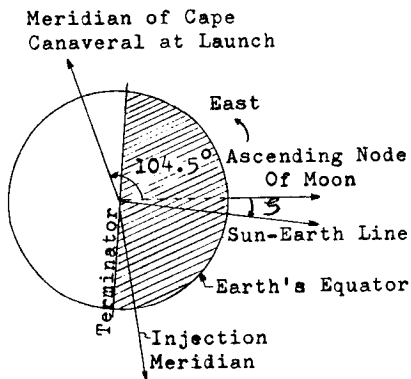 Meridian of Cape
Canaveral at Launch
East
104.5°
Ascending Node
Of Moon
ζ
Sun-Earth Line
Terminator
Earth's Equator
Injection
Meridian